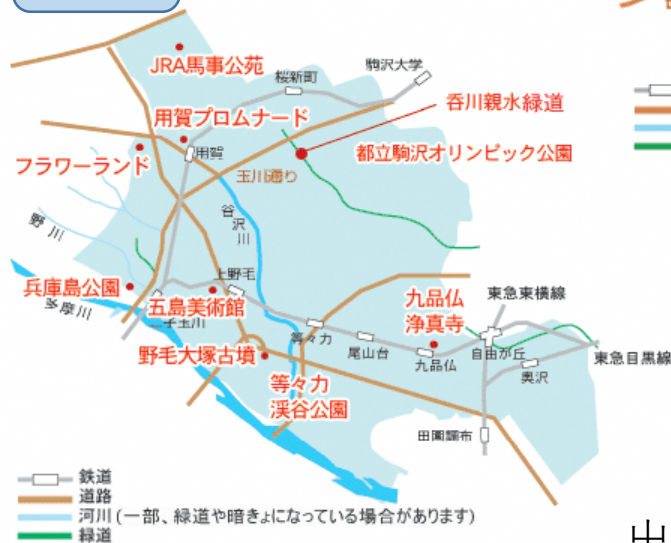 JRA馬事公苑
桜新町
駒沢大学
呑川親水緑道
用賀プロムナード
用賀
フラワーランド
都立駒沢オリンピック公園
玉川通り
谷沢川
野川
上野毛
兵庫島公園
多摩川
五島美術館
二子玉川
九品仏
浄真寺
東急東横線
等々力
尾山台
九品仏
自由が丘
奥沢
東急目黒線
野毛大塚古墳
等々力
渓谷公園
田園調布
鉄道
道路
河川 (一部、緑道や暗きょになっている場合があります)
緑道